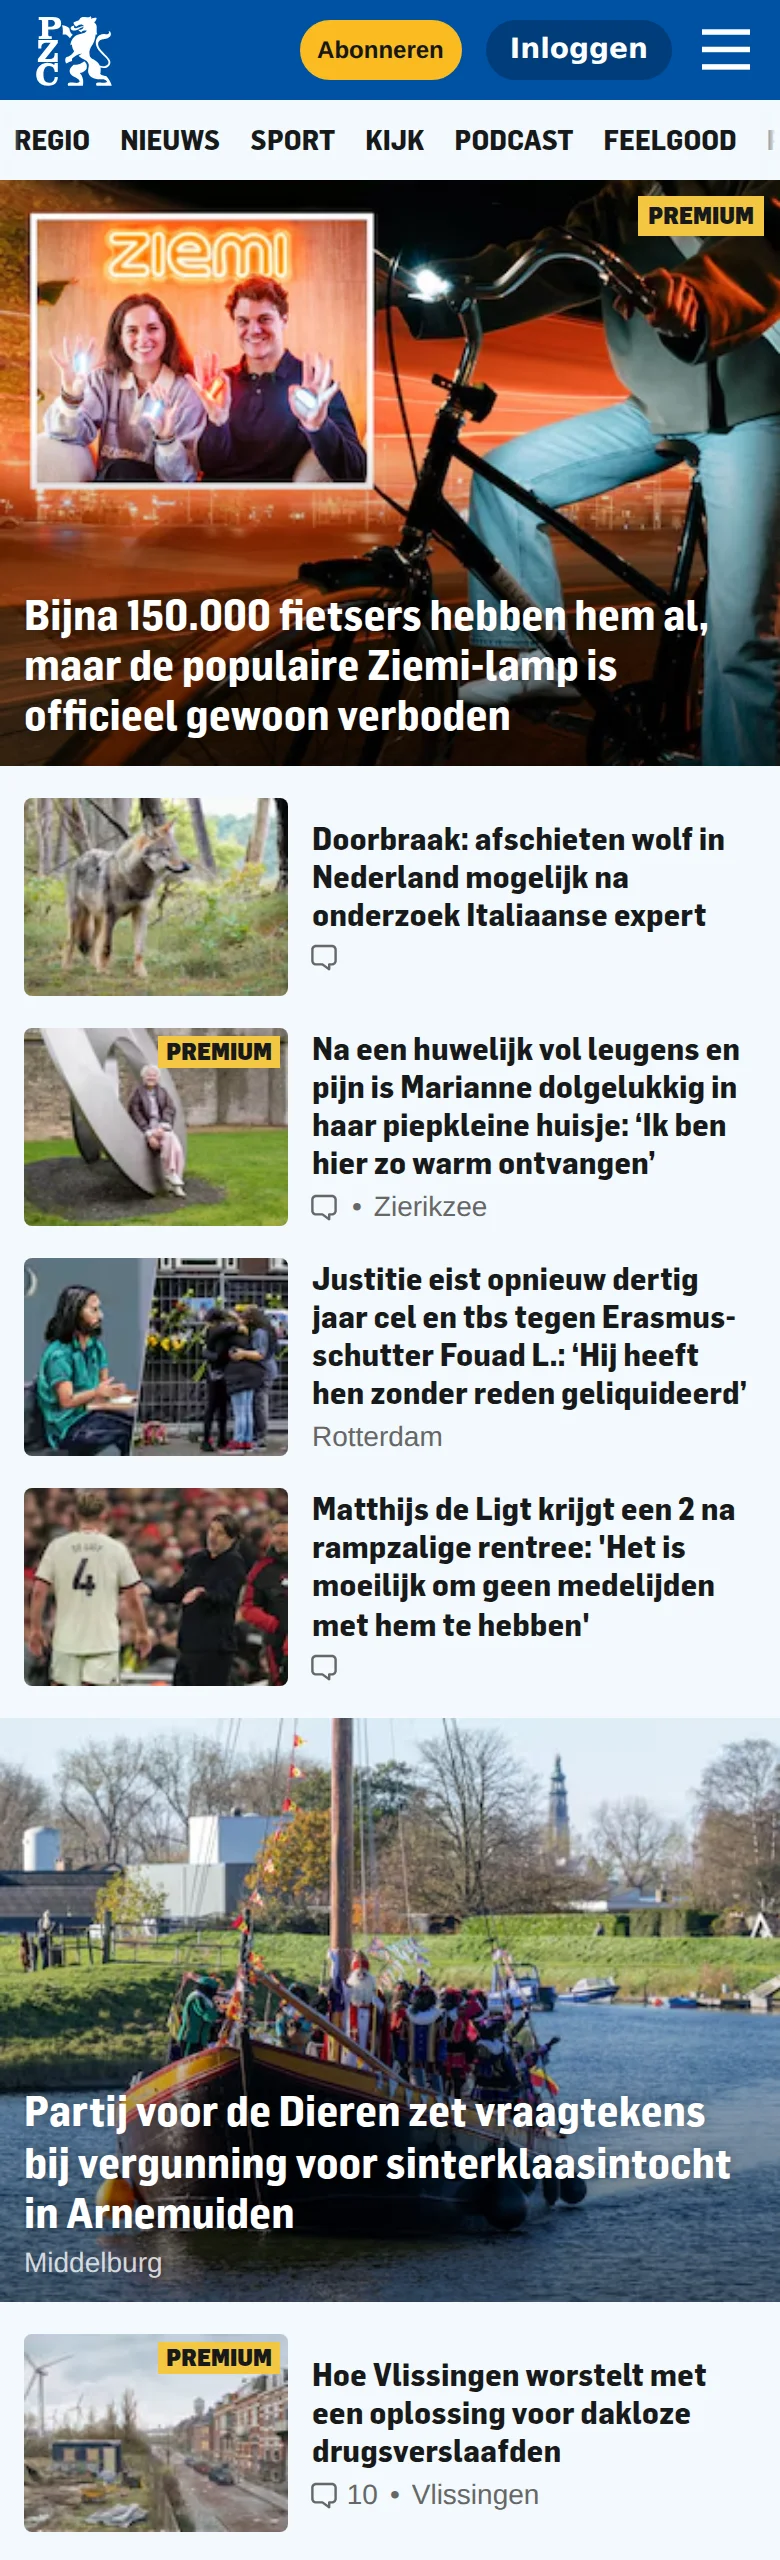 P
Z
C
Abonneren
Inloggen
REGIO NIEUWS SPORT KIJK PODCAST FEELGOOD
PREMIUM
ziemi
Bijna 150.000 fietsers hebben hem al,
maar de populaire Ziemi-lamp is
officieel gewoon verboden
Doorbraak: afschieten wolf in
Nederland mogelijk na
onderzoek Italiaanse expert
PREMIUM
Na een huwelijk vol leugens en
pijn is Marianne dolgelukkig in
haar piepkleine huisje: ‘Ik ben
hier zo warm ontvangen’
• Zierikzee
Justitie eist opnieuw dertig
jaar cel en tbs tegen Erasmus-
schutter Fouad L.: ‘Hij heeft
hen zonder reden geliquideerd’
Rotterdam
4
Matthijs de Ligt krijgt een 2 na
rampzalige rentree: 'Het is
moeilijk om geen medelijden
met hem te hebben'
Partij voor de Dieren zet vraagtekens
bij vergunning voor sinterklaasintocht
in Arnemuiden
Middelburg
PREMIUM
Hoe Vlissingen worstelt met
een oplossing voor dakloze
drugsverslaafden
10 • Vlissingen